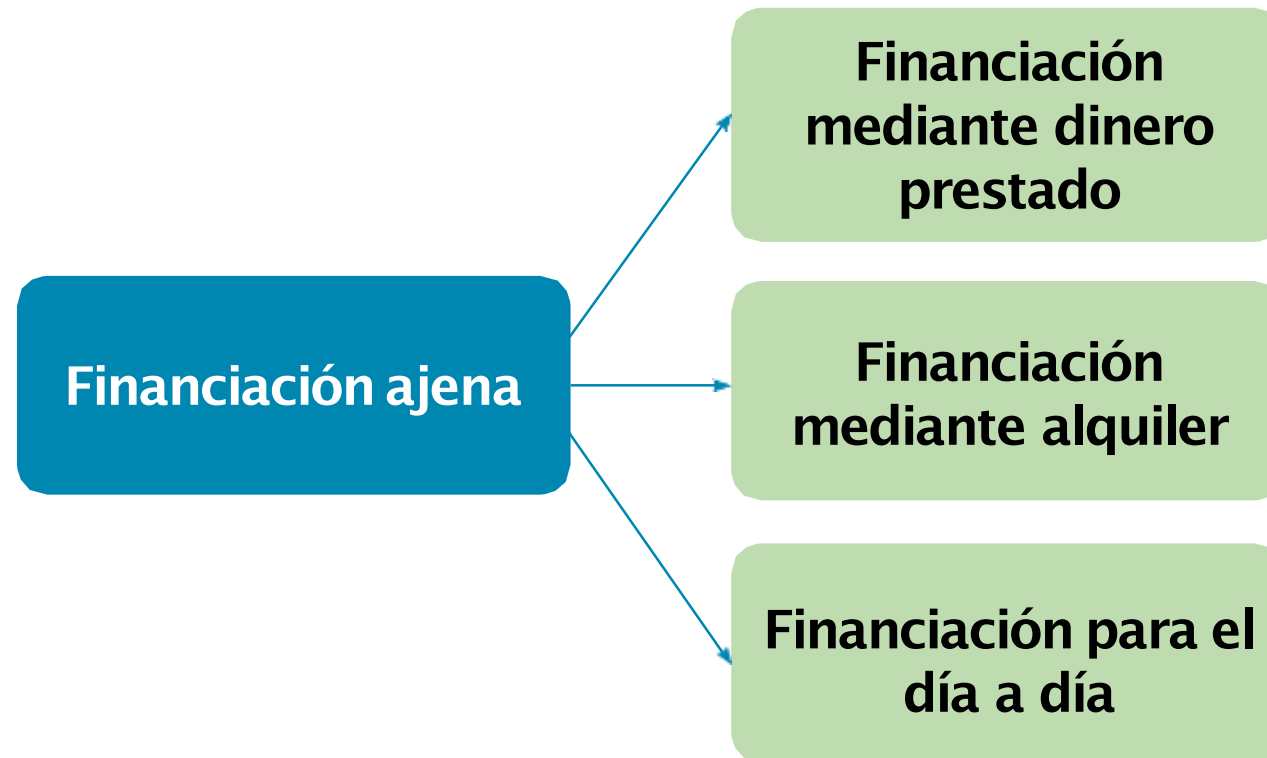 Financiación
mediante dinero
prestado
Financiación ajena
Financiación
mediante alquiler
Financiación para el
día a día